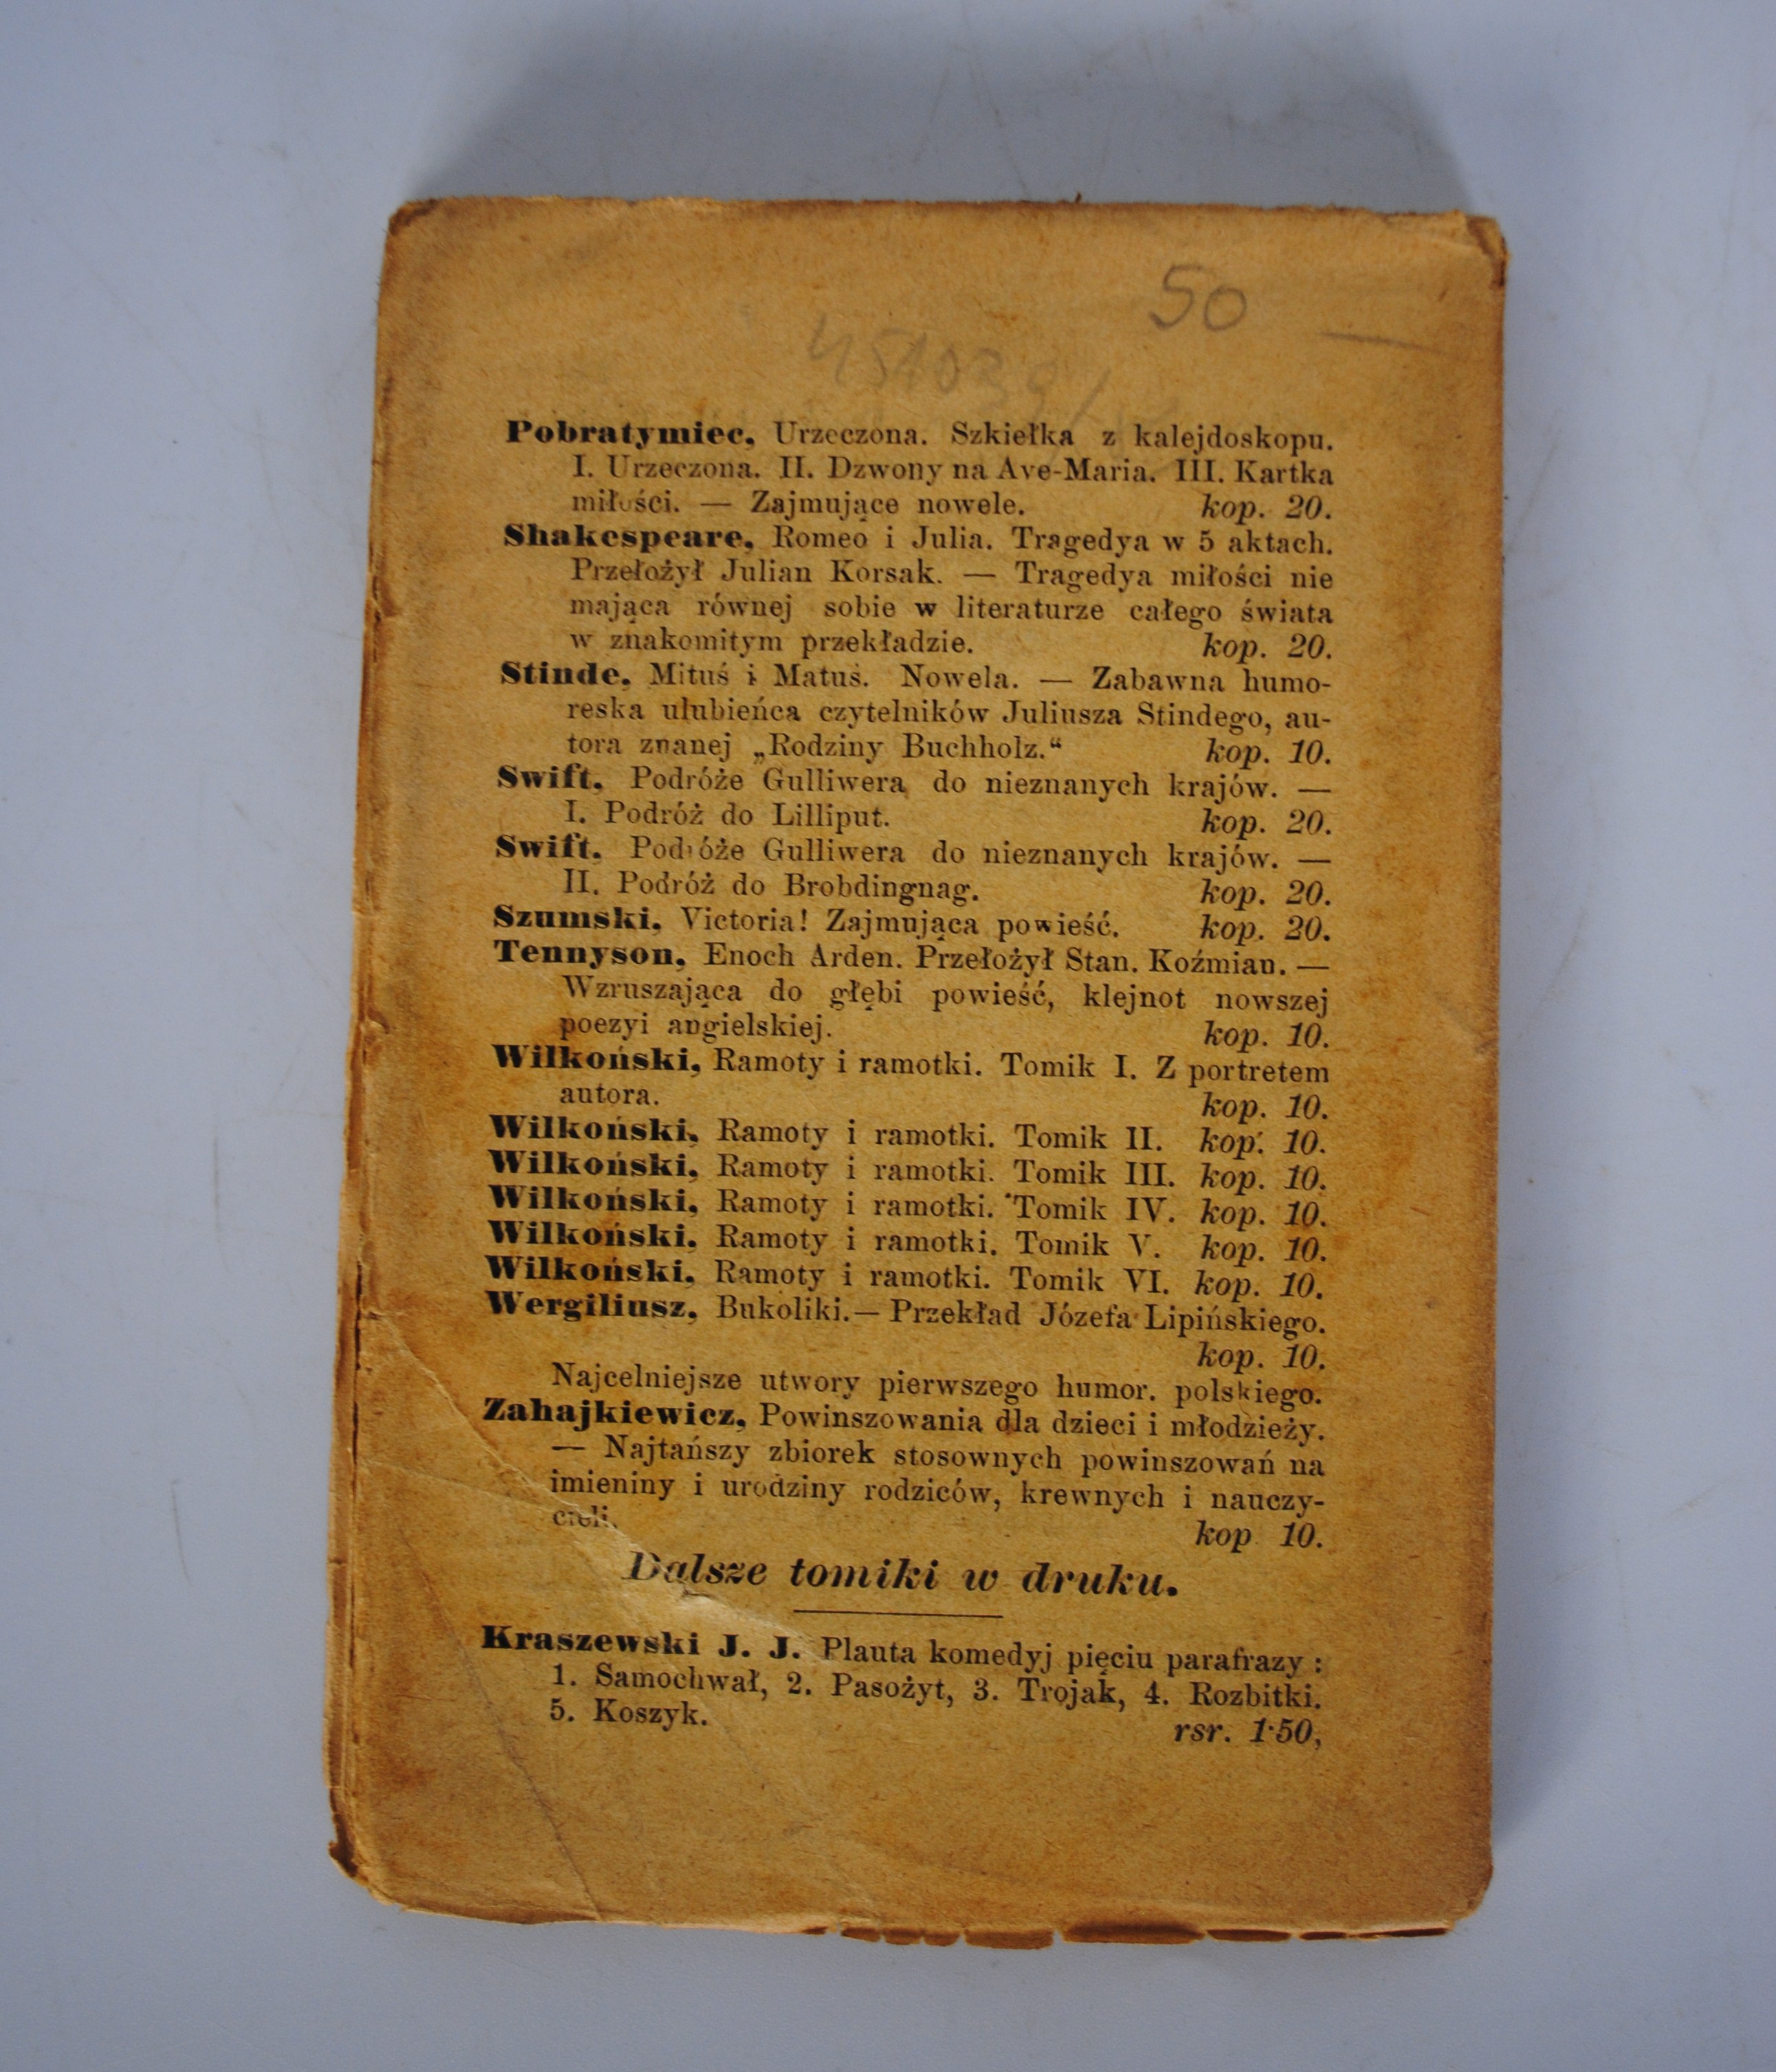 50 —
Pobratymiec, Urzeczona. Szkiełka z kalejdoskopu.
I. Urzeczona. II. Dzwony na Ave-Maria. III. Kartka
miłości. — Zajmujące nowele. kop. 20.
Shakespeare, Romeo i Julia. Tragedya w 5 aktach.
Przełożył Julian Korsak. — Tragedya miłości nie
mająca równej sobie w literaturze całego świata
w znakomitym przekładzie. kop. 20.
Stinde. Mituś i Matuś. Nowela. — Zabawna humo-
reska ulubieńca czytelników Juliusza Stindego, au-
tora znanej „Rodziny Buchholz.“ kop. 10.
Swift. Podróże Gulliwera do nieznanych krajów. —
I. Podróż do Lilliput. kop. 20.
Swift. Podróże Gulliwera do nieznanych krajów. —
II. Podróż do Brobdingnag. kop. 20.
Szumski. Victoria! Zajmująca powieść. kop. 20.
Tennyson, Enoch Arden. Przełożył Stan. Koźmian. —
Wzruszająca do głębi powieść, klejnot nowszej
poezyi angielskiej. kop. 10.
Wilkoński, Ramoty i ramotki. Tomik I. Z portretem
autora. kop. 10.
Wilkoński, Ramoty i ramotki. Tomik II. kop. 10.
Wilkoński, Ramoty i ramotki. Tomik III. kop. 10.
Wilkoński, Ramoty i ramotki. Tomik IV. kop. 10.
Wilkoński. Ramoty i ramotki. Tomik V. kop. 10.
Wilkoński, Ramoty i ramotki. Tomik VI. kop. 10.
Wergiliusz, Bukoliki.— Przekład Józefa Lipińskiego.
kop. 10.
Najcelniejsze utwory pierwszego humor. polskiego.
Zahajkiewicz, Powinszowania dla dzieci i młodzieży.
— Najtańszy zbiorek stosownych powinszowań na
imieniny i urodziny rodziców, krewnych i nauczy-
cieli. kop 10.
Dalsze tomiki w druku.
Kraszewski J. J. Plauta komedyj pięciu parafrazy :
1. Samochwał, 2. Pasożyt, 3. Trojak, 4. Rozbitki.
5. Koszyk. rsr. 1·50,